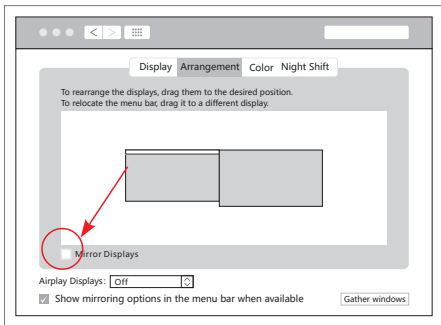 Display Arrangement Color Night Shift
To rearrange the displays, drag them to the desired position.
To relocate the menu bar, drag it to a different display.
Mirror Displays
Airplay Displays: Off
Show mirroring options in the menu bar when available
Gather windows